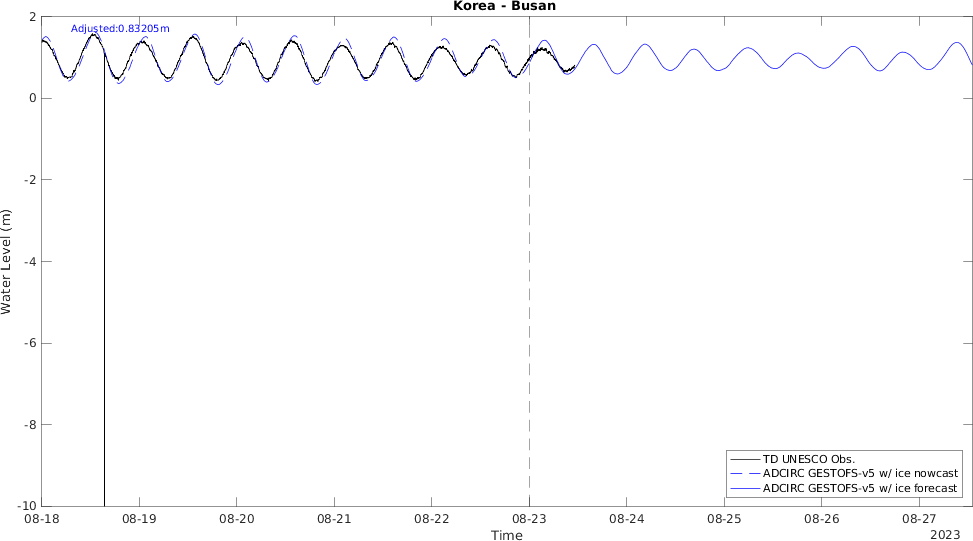 Korea - Busan
Adjusted:0.83205m
2
0
-2
-4
-6
-8
-10
Water Level (m)
08-18
08-19
08-20
08-21
08-22
08-23
08-24
08-25
08-26
08-27
Time
2023
TD UNESCO Obs.
ADCIRC GESTOFS-v5 w/ ice nowcast
ADCIRC GESTOFS-v5 w/ ice forecast